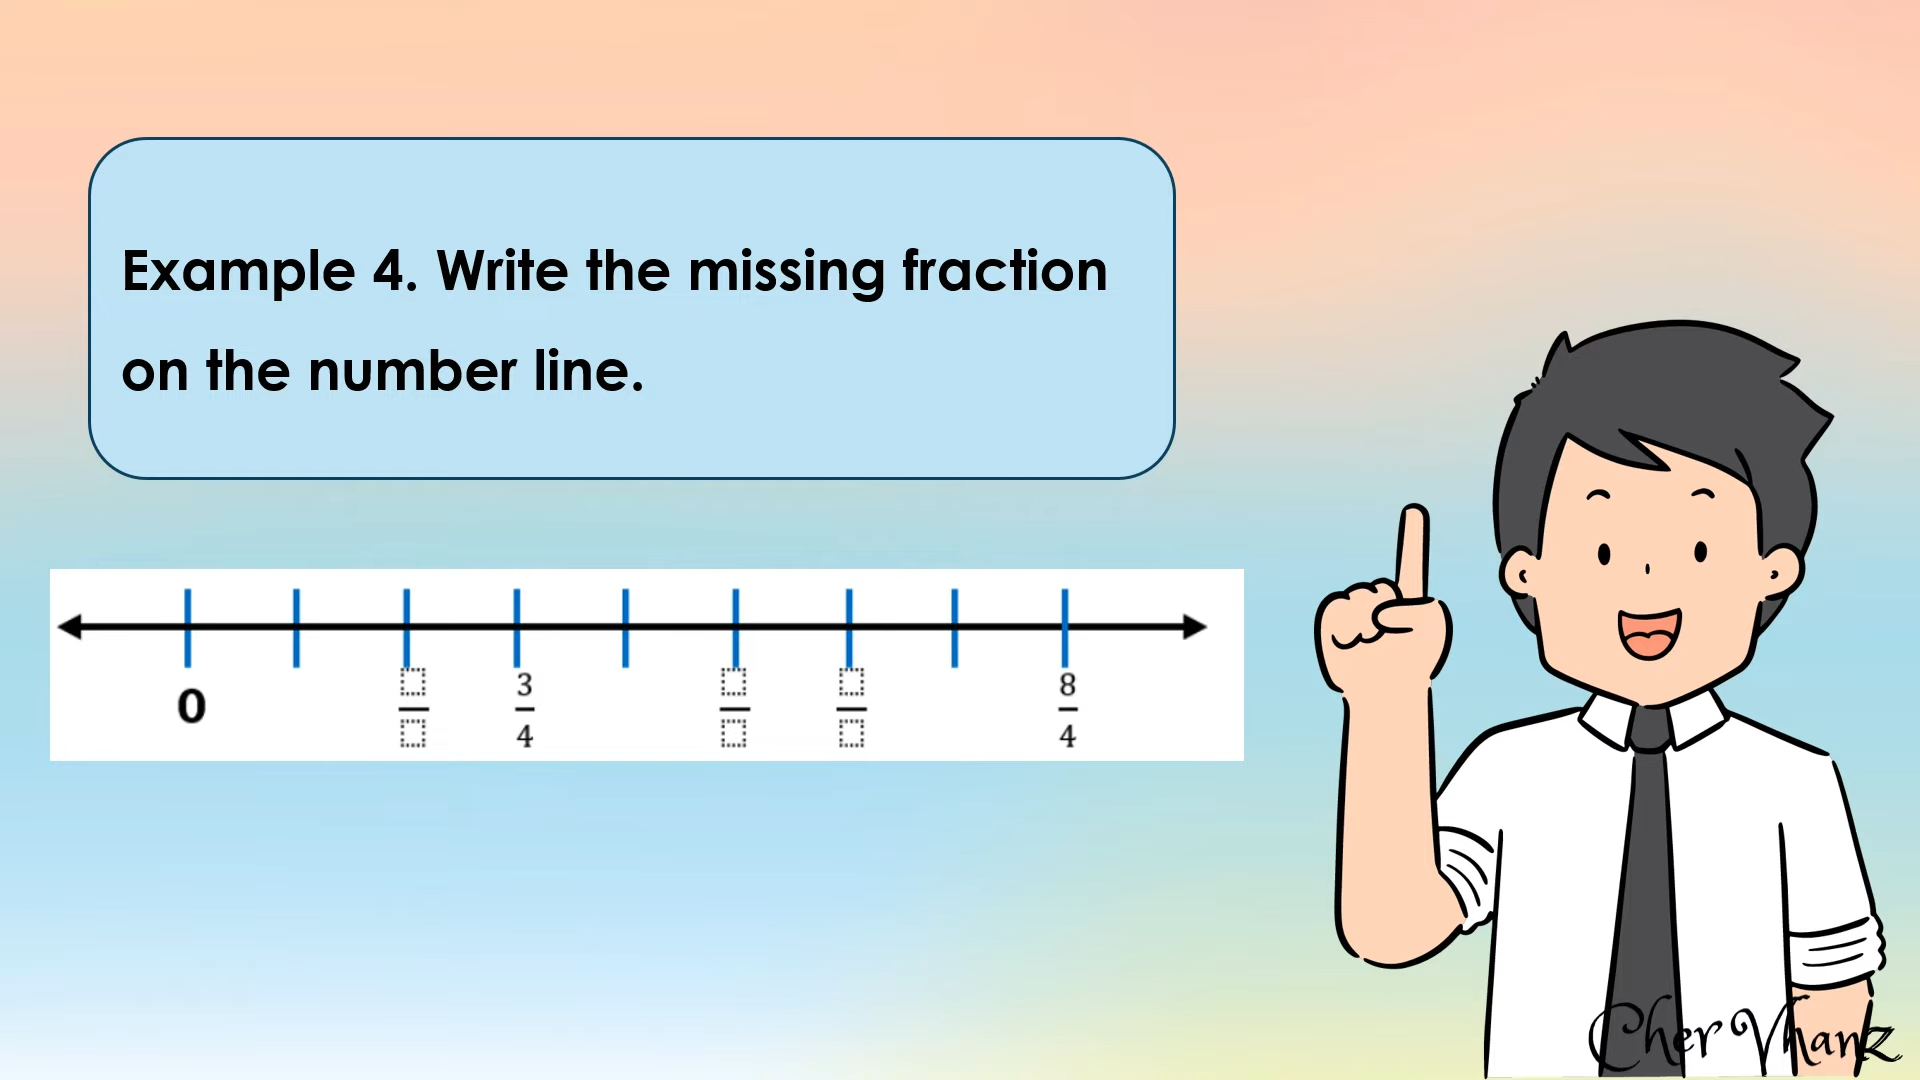 Example 4. Write the missing fraction
on the number line.
0
3
4
8
4
Cher Vhanz